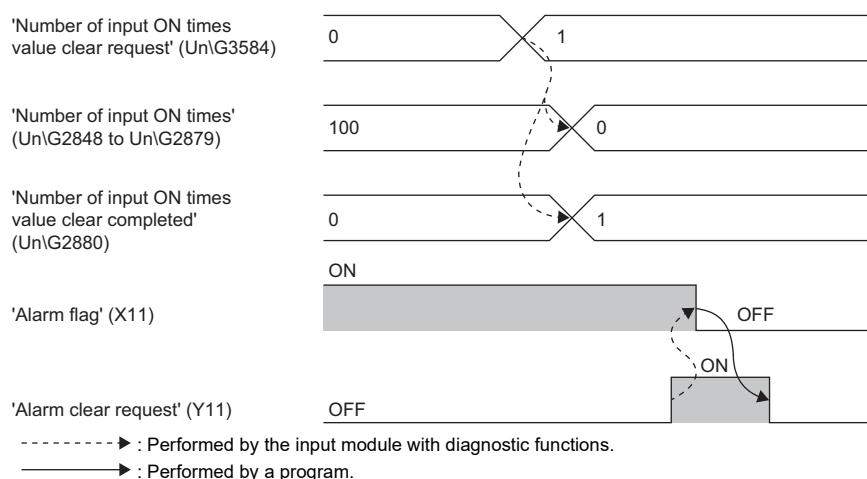 'Number of input ON times
value clear request' (Un\G3584)
0
1
'Number of input ON times'
(Un\G2848 to Un\G2879)
100
0
'Number of input ON times
value clear completed'
(Un\G2880)
0
1
ON
'Alarm flag' (X11)
OFF
ON
'Alarm clear request' (Y11)
OFF
: Performed by the input module with diagnostic functions.
: Performed by a program.